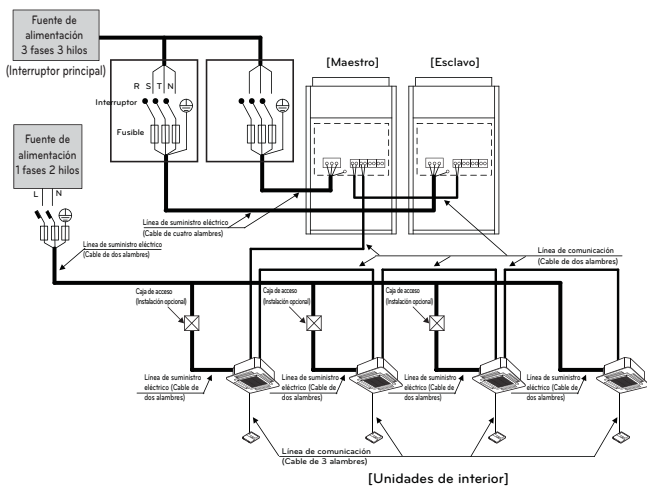 Fuente de
alimentación
3 fases 3 hilos
(Interruptor principal)
[Maestro]
[Esclavo]
R S T N
Interruptor
Fusible
Fuente de
alimentación
1 fases 2 hilos
L N
Línea de suministro eléctrico
(Cable de cuatro alambres)
Línea de suministro eléctrico
(Cable de dos alambres)
Línea de comunicación
(Cable de dos alambres)
Caja de acceso
(Instalación opcional)
Caja de acceso
(Instalación opcional)
Caja de acceso
(Instalación opcional)
Línea de suministro
eléctrico (Cable de
dos alambres)
Línea de suministro
eléctrico (Cable de
dos alambres)
Línea de suministro
eléctrico (Cable de
dos alambres)
Línea de suministro
eléctrico (Cable de
dos alambres)
Línea de comunicación
(Cable de 3 alambres)
[Unidades de interior]